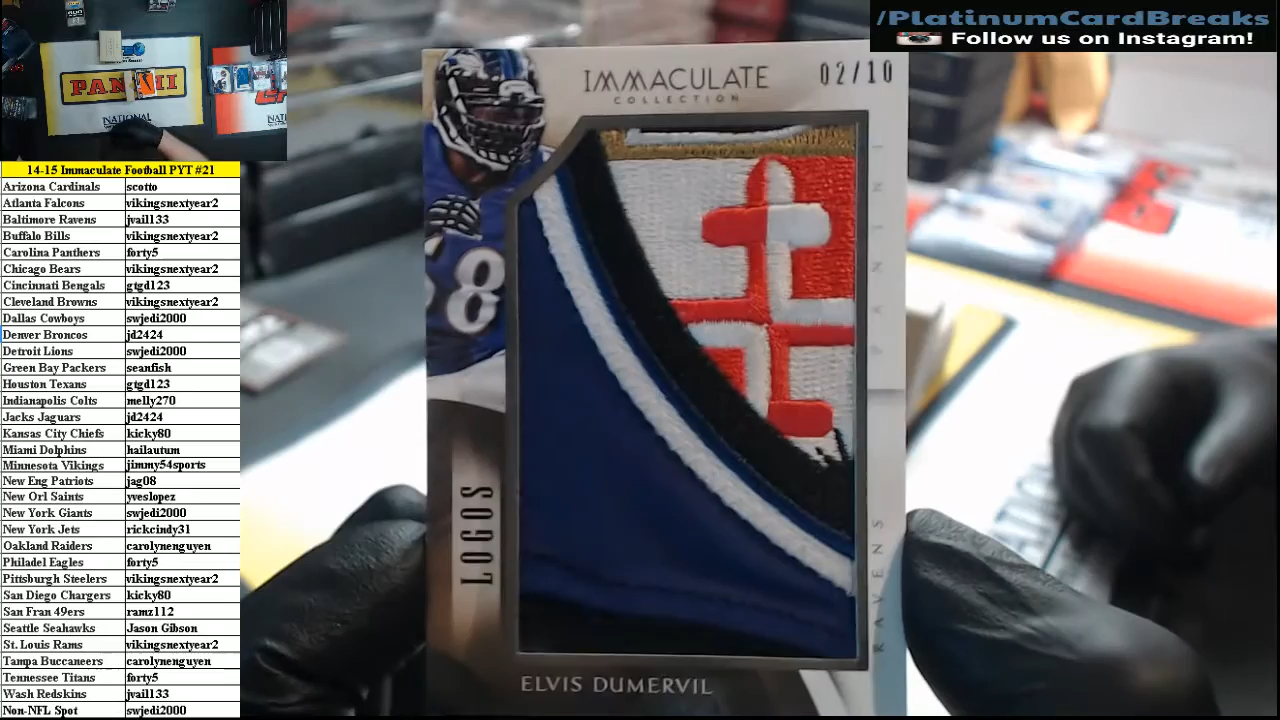 /PlatinumCardBreaks
Follow us on Instagram!
PANINI
NATIONAL
14-15 Immaculate Football PYT #21
Arizona Cardinals scotto
Atlanta Falcons vikingsnextyear2
Baltimore Ravens jvail133
Buffalo Bills vikingsnextyear2
Carolina Panthers forty5
Chicago Bears vikingsnextyear2
Cincinnati Bengals gtgd123
Cleveland Browns vikingsnextyear2
Dallas Cowboys swjedi2000
Denver Broncos jd2424
Detroit Lions swjedi2000
Green Bay Packers seanfish
Houston Texans gtgd123
Indianapolis Colts melly270
Jacks Jaguars jd2424
Kansas City Chiefs kicky80
Miami Dolphins hailautum
Minnesota Vikings jimmy54sports
New Eng Patriots jag08
New Orl Saints yveslopez
New York Giants swjedi2000
New York Jets rickcindy31
Oakland Raiders carolynenguyen
Philadel Eagles forty5
Pittsburgh Steelers vikingsnextyear2
San Diego Chargers kicky80
San Fran 49ers ramz112
Seattle Seahawks Jason Gibson
St. Louis Rams vikingsnextyear2
Tampa Buccaneers carolynenguyen
Tennessee Titans forty5
Wash Redskins jvail133
Non-NFL Spot swjedi2000
IMMACULATE
COLLECTION
02/10
58
LOGOS
PANINI
RAVENS
ELVIS DUMERVIL